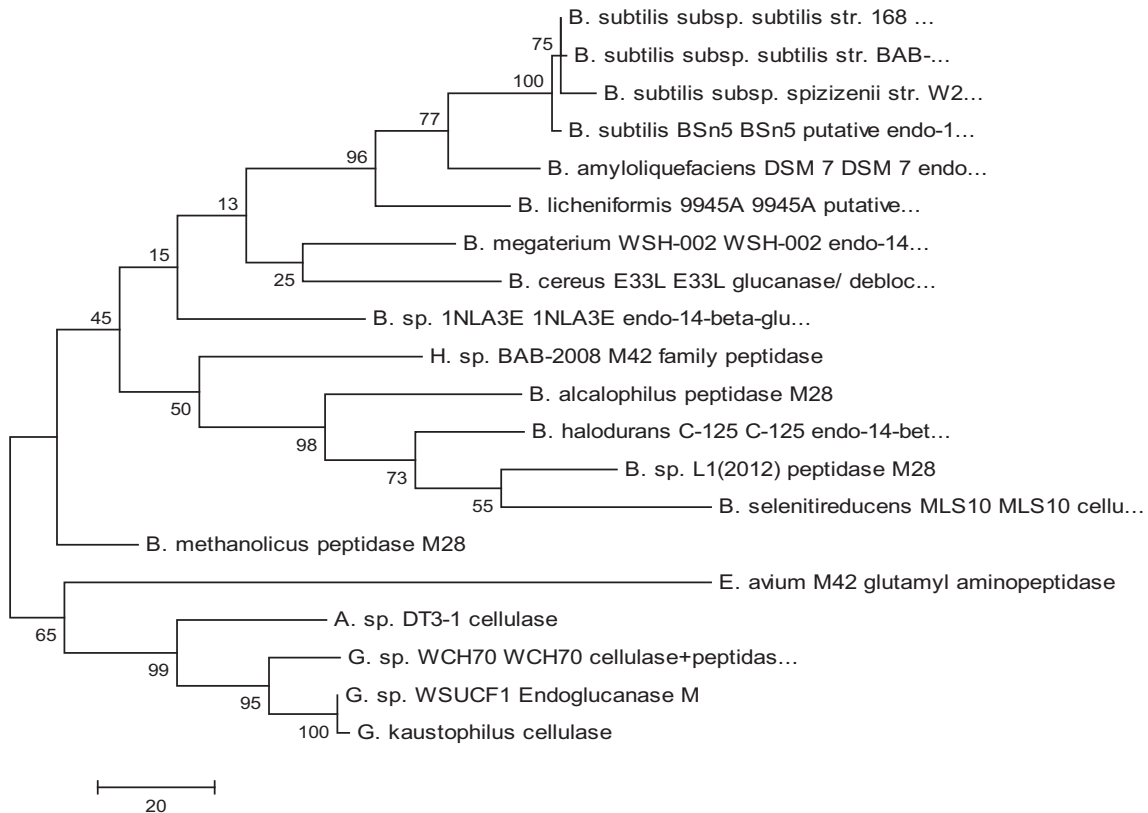 B. subtilis subsp. subtilis str. 168 ...
75
B. subtilis subsp. subtilis str. BAB-...
100
B. subtilis subsp. spizizenii str. W2...
77
B. subtilis BSn5 BSn5 putative endo-1...
96
B. amyloliquefaciens DSM 7 DSM 7 endo...
13
B. licheniformis 9945A 9945A putative...
B. megaterium WSH-002 WSH-002 endo-14...
15
25
B. cereus E33L E33L glucanase/ debloc...
45
B. sp. 1NLA3E 1NLA3E endo-14-beta-glu...
H. sp. BAB-2008 M42 family peptidase
50
B. alcalophilus peptidase M28
98
B. halodurans C-125 C-125 endo-14-bet...
73
B. sp. L1(2012) peptidase M28
55
B. selenitireducens MLS10 MLS10 cellu...
B. methanolicus peptidase M28
E. avium M42 glutamyl aminopeptidase
65
A. sp. DT3-1 cellulase
99
G. sp. WCH70 WCH70 cellulase+peptidas...
95
G. sp. WSUCF1 Endoglucanase M
100
G. kaustophilus cellulase
20